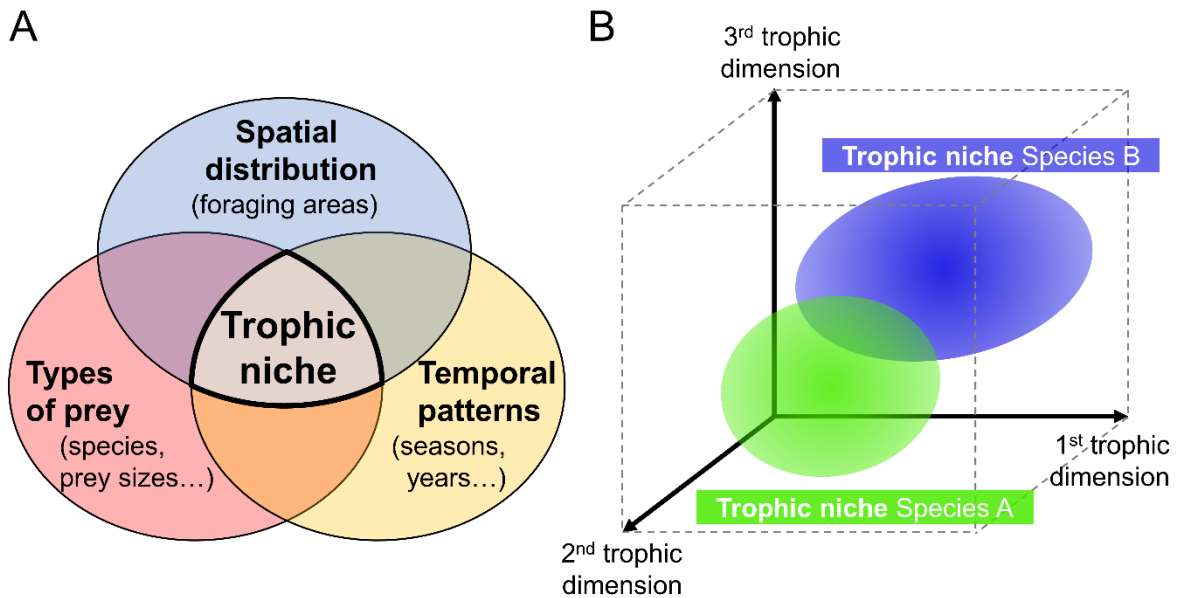 A
Spatial
distribution
(foraging areas)
Trophic
niche
Types
of prey
(species,
prey sizes…)
Temporal
patterns
(seasons,
years…)
B
3rd trophic
dimension
Trophic niche Species B
1st trophic
dimension
Trophic niche Species A
2nd trophic
dimension